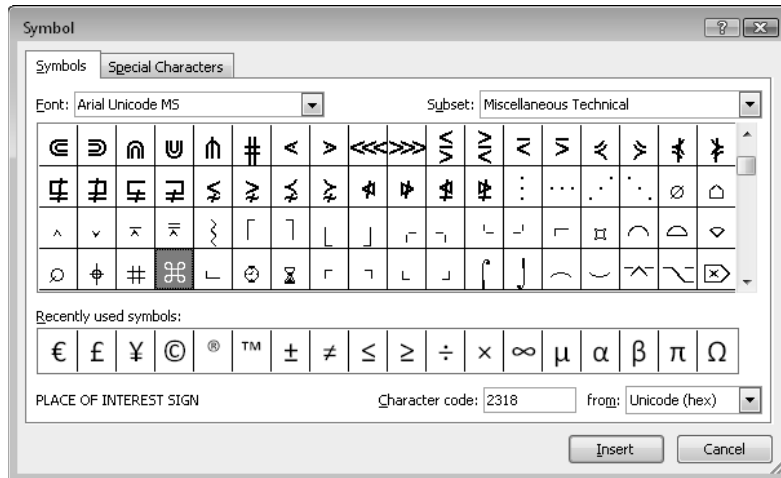 Symbol
Symbols Special Characters
Font: Arial Unicode MS Subset: Miscellaneous Technical
⋐ ⋑ ⋒ ⋓ ⋔ ⋕ ⋖ ⋗ ⋘ ⋙ ⋚ ⋛ ⋜ ⋝ ⋞ ⋟ ⋠ ⋡
⋢ ⋣ ⋤ ⋥ ⋦ ⋧ ⋨ ⋩ ⋪ ⋫ ⋬ ⋭ ⋮ ⋯ ⋰ ⋱ ⌀ ⌂
⌃ ⌄ ⌅ ⌆ ⌇ ⌈ ⌉ ⌊ ⌋ ⌌ ⌍ ⌎ ⌏ ⌐ ⌑ ⌒ ⌓ ⌔
⌕ ⌖ ⌗ ⌘ ⌙ ⌚ ⌛ ⌜ ⌝ ⌞ ⌟ ⌠ ⌡ ⌢ ⌣ ⌤ ⌥ ⌦
Recently used symbols:
€ £ ¥ © ® ™ ± ≠ ≤ ≥ ÷ × ∞ µ α β π Ω
PLACE OF INTEREST SIGN Character code: 2318 from: Unicode (hex)
Insert Cancel